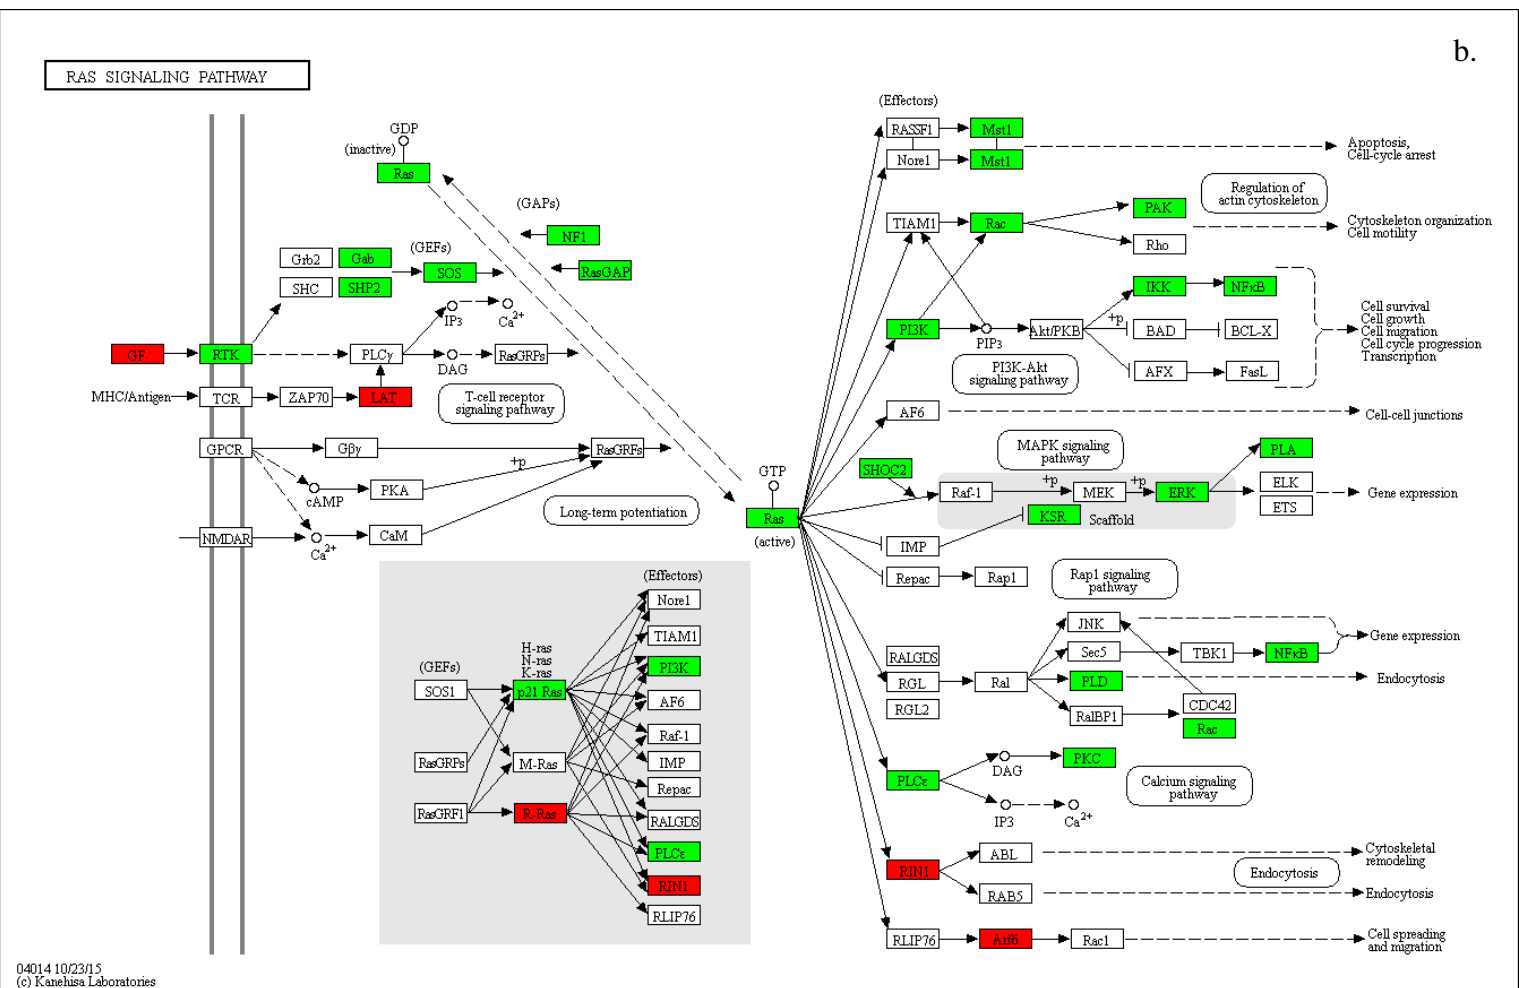 b.
RAS SIGNALING PATHWAY
GDP
(inactive)
Ras
(GAPs)
NF1
RasGAP
(GEFs)
Grb2
Gab
SHC
SHP2
SOS
IP3
Ca2+
GF
RTK
PLCγ
DAG
RasGRPs
MHC/Antigen
TCR
ZAP70
LAT
T-cell receptor
signaling pathway
GPCR
Gβγ
RasGRFs
+p
cAMP
PKA
Long-term potentiation
NMDAR
Ca2+
CaM
GTP
Ras
(active)
(Effectors)
RASSF1
Mst1
Nore1
Mst1
Apoptosis,
Cell-cycle arrest
Regulation of
actin cytoskeleton
TIAM1
Rac
PAK
Rho
Cytoskeleton organization
Cell motility
PI3K
PIP3
Akt/PKB
+p
IKK
NFκB
BAD
BCL-X
AFX
FasL
Cell survival
Cell growth
Cell migration
Cell cycle progression
Transcription
PI3K-Akt
signaling pathway
AF6
Cell-cell junctions
MAPK signaling
pathway
SHOC2
Raf-1
+p
MEK
+p
ERK
PLA
ELK
ETS
Gene expression
KSR
Scaffold
IMP
Repac
Rap1
Rap1 signaling
pathway
RALGDS
RGL
RGL2
Ral
JNK
Sec5
TBK1
NFκB
Gene expression
PLD
Endocytosis
RalBP1
CDC42
Rac
PLCε
DAG
PKC
IP3
Ca2+
Calcium signaling
pathway
RIN1
ABL
Cytoskeletal
remodeling
RAB5
Endocytosis
Endocytosis
RLIP76
Arf6
Rac1
Cell spreading
and migration
(Effectors)
Nore1
TIAM1
PI3K
AF6
Raf-1
IMP
Repac
RALGDS
PLCε
RIN1
RLIP76
(GEFs)
H-ras
N-ras
K-ras
SOS1
p21 Ras
RasGRPs
M-Ras
RasGRF1
R-Ras
04014 10/23/15
(c) Kanehisa Laboratories